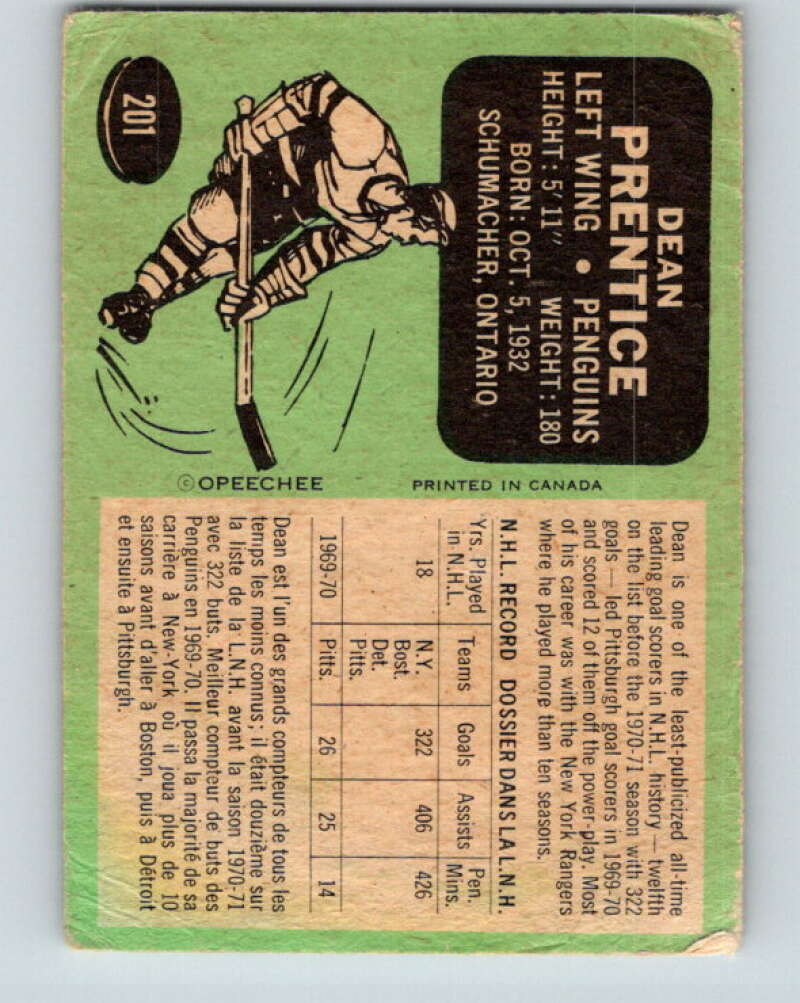 201
DEAN
PRENTICE
LEFT WING • PENGUINS
HEIGHT: 5'11" WEIGHT: 180
BORN: OCT. 5, 1932
SCHUMACHER, ONTARIO
© OPEECHEE PRINTED IN CANADA
Dean is one of the least-publicized all-time
leading goal scorers in N.H.L. history — twelfth
on the list before the 1970-71 season with 322
goals — led Pittsburgh goal scorers in 1969-70
and scored 12 of them off the power-play. Most
of his career was with the New York Rangers
where he played more than ten seasons.
N.H.L. RECORD DOSSIER DANS LA L.N.H.
Yrs. Played Teams Goals Assists Pen.
in N.H.L. Mins.
18 N.Y. 322 406 426
Bost.
Det.
Pitts.
1969-70 Pitts. 26 25 14
Dean est l'un des grands compteurs de tous les
temps les moins connus; il était douzième sur
la liste de la L.N.H. avant la saison 1970-71
avec 322 buts. Meilleur compteur de buts des
Penguins en 1969-70. Il passa la majorité de sa
carrière à New-York où il joua plus de 10
saisons avant d'aller à Boston, puis à Détroit
et ensuite à Pittsburgh.